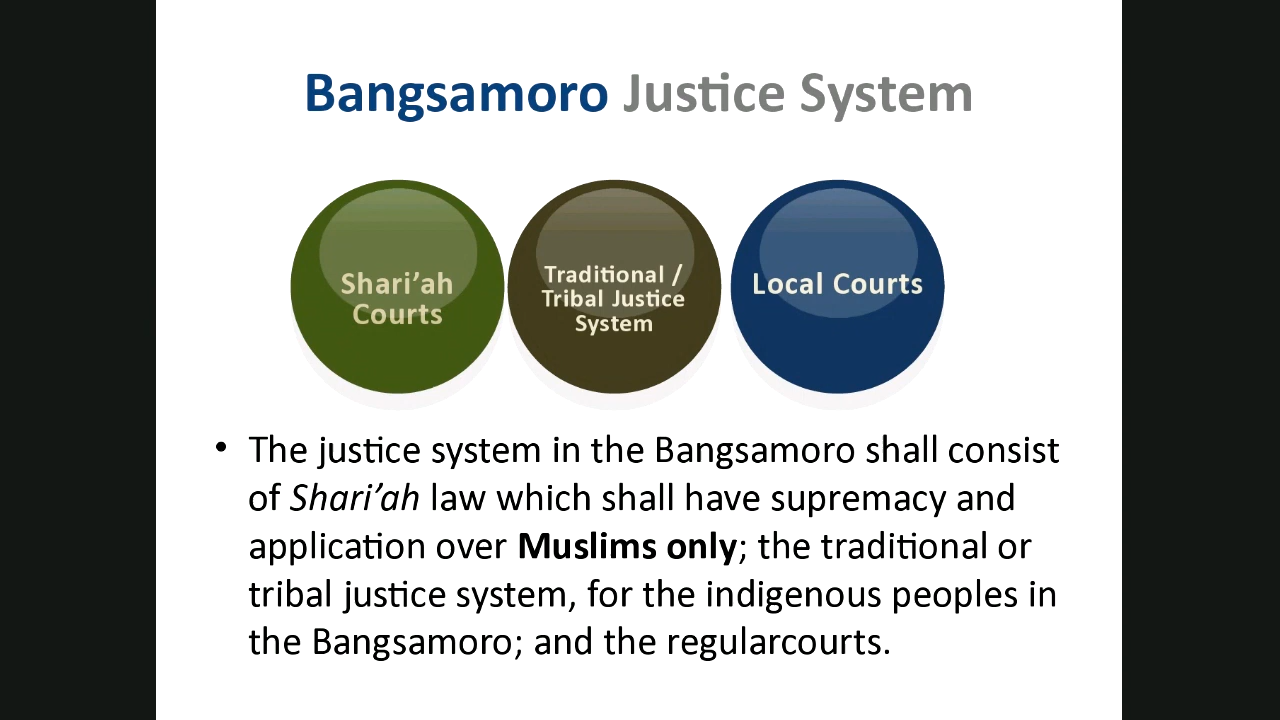 Bangsamoro Justice System
Shari’ah
Courts
Traditional /
Tribal Justice
System
Local Courts
• The justice system in the Bangsamoro shall consist
of Shari’ah law which shall have supremacy and
application over Muslims only; the traditional or
tribal justice system, for the indigenous peoples in
the Bangsamoro; and the regularcourts.